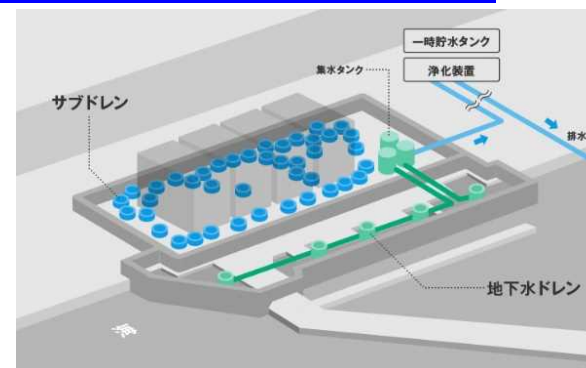 一時貯水タンク
集水タンク
浄化装置
サブドレン
排水
地下水ドレン